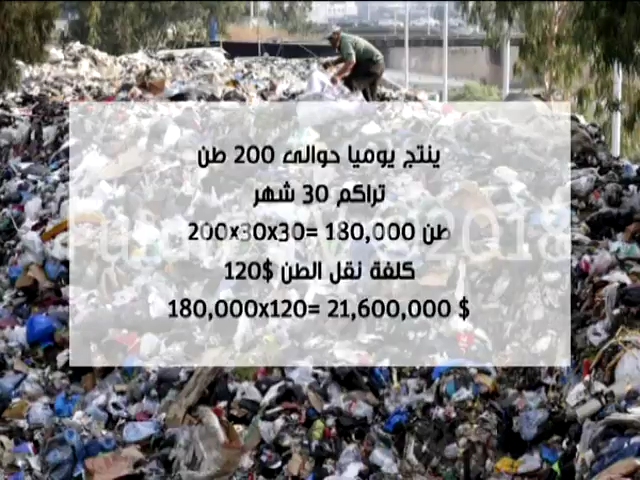 ينتج يوميا حوالى 200 طن
تراكم 30 شهر
200x30x30= 180,000 طن
كلفة نقل الطن $120
180,000x120= 21,600,000 $
2018